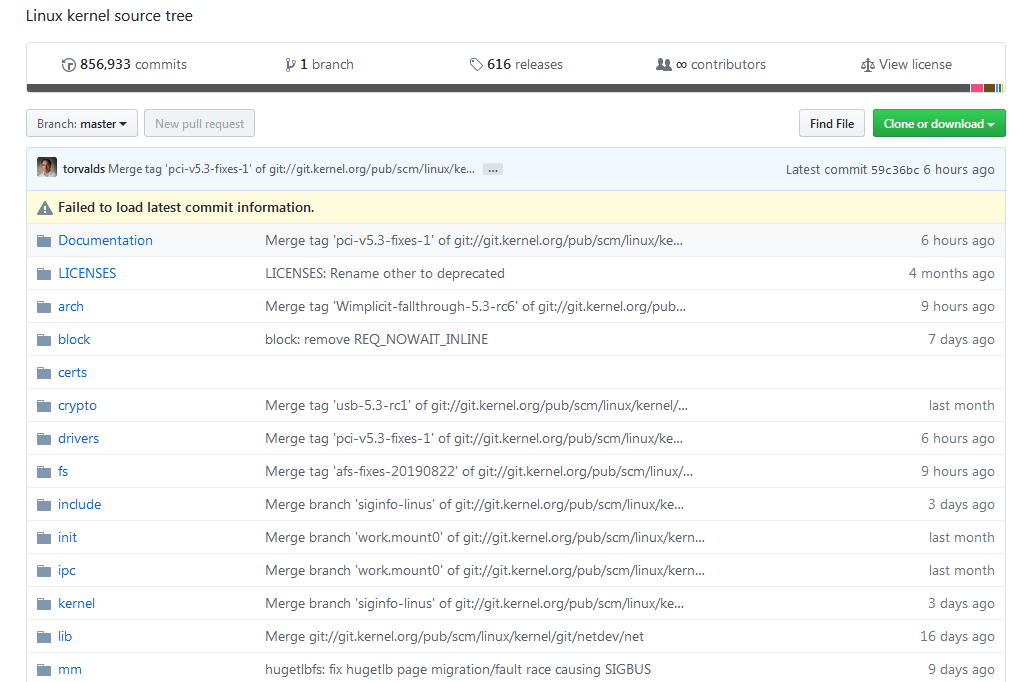 Linux kernel source tree
856,933 commits 1 branch 616 releases ∞ contributors View license
Branch: master New pull request Find File Clone or download
torvalds Merge tag 'pci-v5.3-fixes-1' of git://git.kernel.org/pub/scm/linux/ke... ... Latest commit 59c36bc 6 hours ago
Failed to load latest commit information.
Documentation Merge tag 'pci-v5.3-fixes-1' of git://git.kernel.org/pub/scm/linux/ke... 6 hours ago
LICENSES LICENSES: Rename other to deprecated 4 months ago
arch Merge tag 'Wimplicit-fallthrough-5.3-rc6' of git://git.kernel.org/pub... 9 hours ago
block block: remove REQ_NOWAIT_INLINE 7 days ago
certs
crypto Merge tag 'usb-5.3-rc1' of git://git.kernel.org/pub/scm/linux/kernel/... last month
drivers Merge tag 'pci-v5.3-fixes-1' of git://git.kernel.org/pub/scm/linux/ke... 6 hours ago
fs Merge tag 'afs-fixes-20190822' of git://git.kernel.org/pub/scm/linux/... 9 hours ago
include Merge branch 'siginfo-linus' of git://git.kernel.org/pub/scm/linux/ke... 3 days ago
init Merge branch 'work.mount0' of git://git.kernel.org/pub/scm/linux/kern... last month
ipc Merge branch 'work.mount0' of git://git.kernel.org/pub/scm/linux/kern... last month
kernel Merge branch 'siginfo-linus' of git://git.kernel.org/pub/scm/linux/ke... 3 days ago
lib Merge git://git.kernel.org/pub/scm/linux/kernel/git/netdev/net 16 days ago
mm hugetlbfs: fix hugetlb page migration/fault race causing SIGBUS 9 days ago